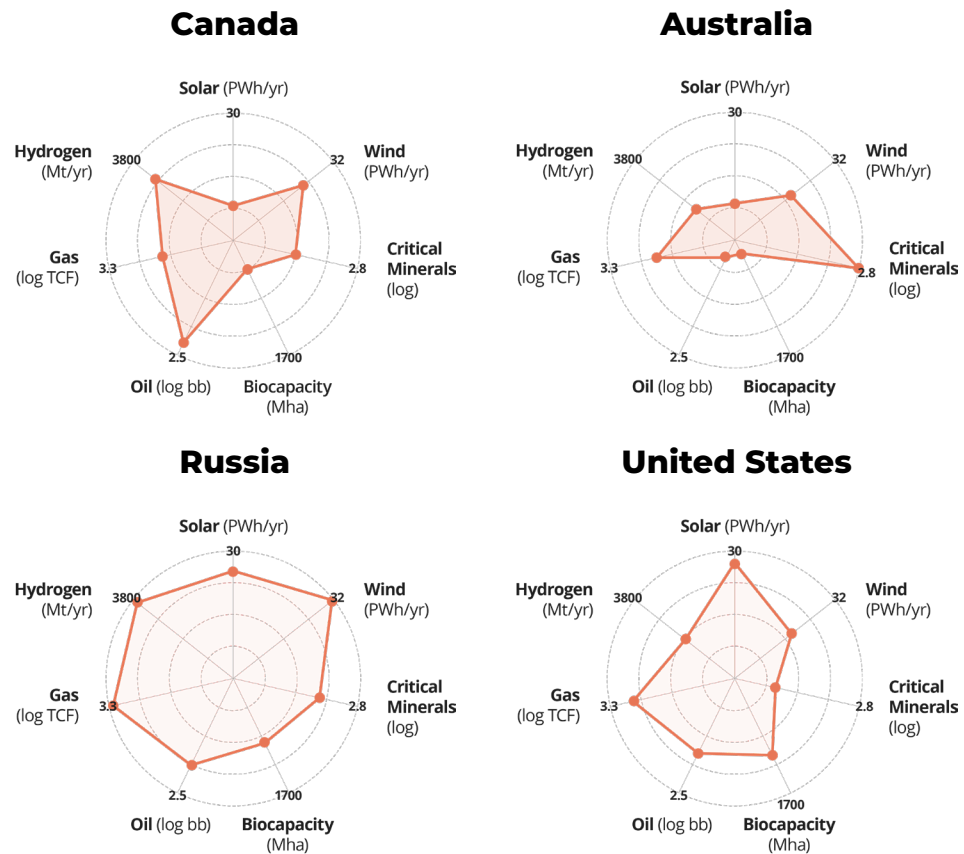 Canada
Solar (PWh/yr)
30
Hydrogen
(Mt/yr)
3800
32
Wind
(PWh/yr)
Gas
(log TCF)
3.3
2.8
Critical
Minerals
(log)
2.5
1700
Oil (log bb)
Biocapacity
(Mha)
Australia
Solar (PWh/yr)
30
Hydrogen
(Mt/yr)
3800
32
Wind
(PWh/yr)
Gas
(log TCF)
3.3
2.8
Critical
Minerals
(log)
2.5
1700
Oil (log bb)
Biocapacity
(Mha)
Russia
Solar (PWh/yr)
30
Hydrogen
(Mt/yr)
3800
32
Wind
(PWh/yr)
Gas
(log TCF)
3.3
2.8
Critical
Minerals
(log)
2.5
1700
Oil (log bb)
Biocapacity
(Mha)
United States
Solar (PWh/yr)
30
Hydrogen
(Mt/yr)
3800
32
Wind
(PWh/yr)
Gas
(log TCF)
3.3
2.8
Critical
Minerals
(log)
2.5
1700
Oil (log bb)
Biocapacity
(Mha)